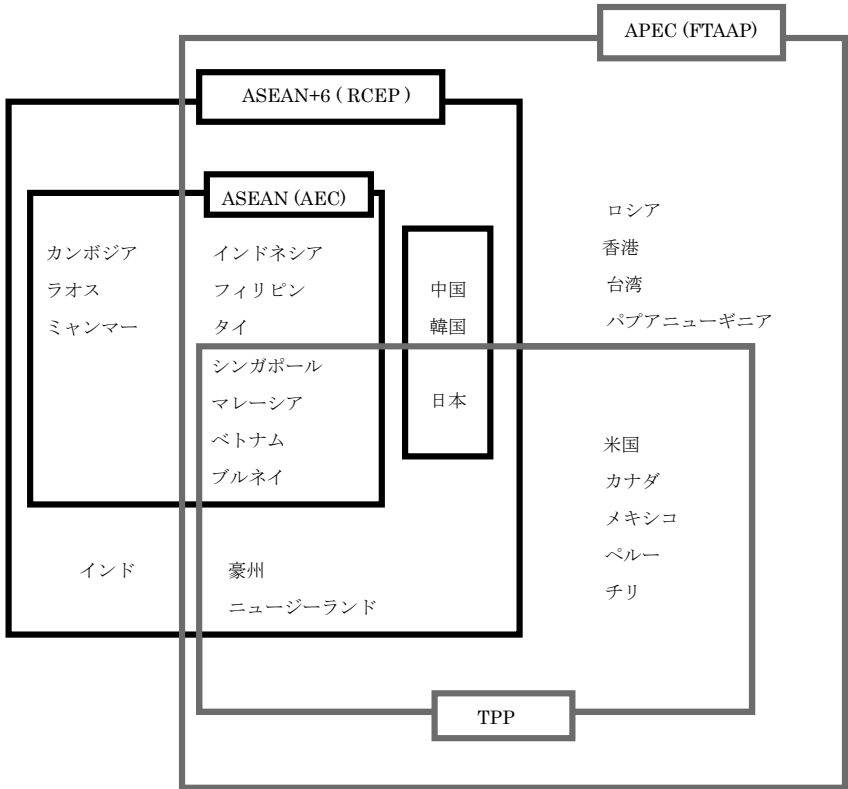 APEC (FTAAP)
ASEAN+6 ( RCEP )
ASEAN (AEC)
カンボジア
ラオス
ミャンマー
インドネシア
フィリピン
タイ
シンガポール
マレーシア
ベトナム
ブルネイ
中国
韓国
日本
ロシア
香港
台湾
パプアニューギニア
米国
カナダ
メキシコ
ペルー
チリ
インド
豪州
ニュージーランド
TPP